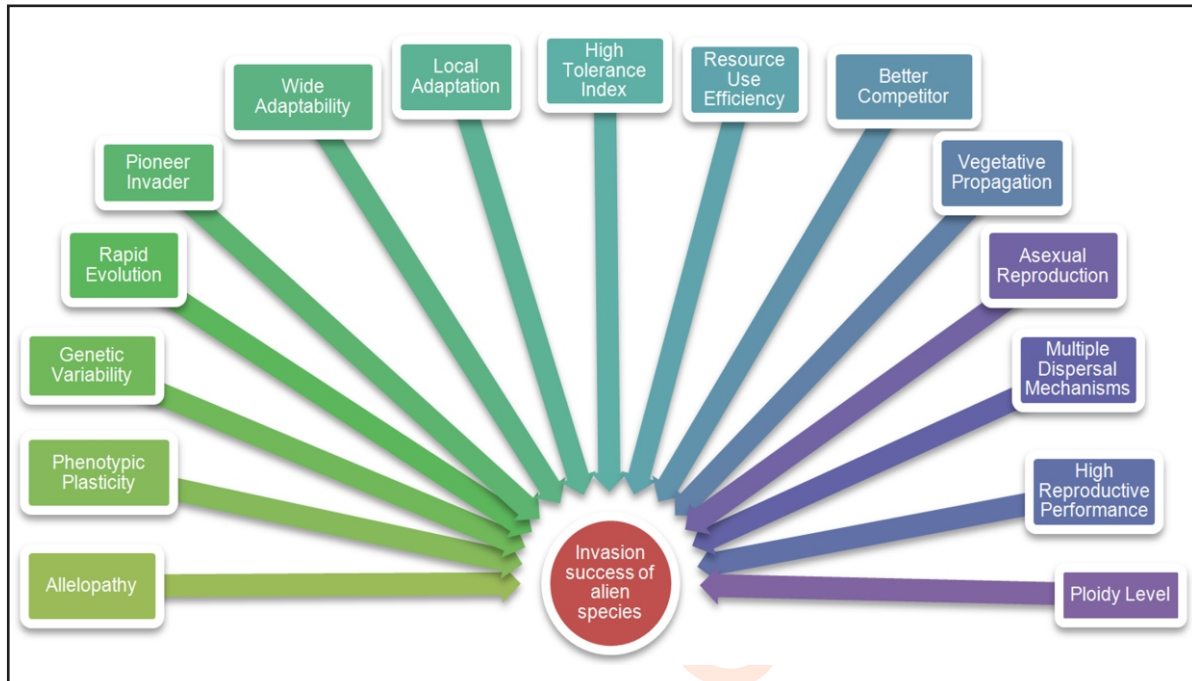 High
Tolerance
Index
Local
Adaptation
Resource
Use
Efficiency
Wide
Adaptability
Better
Competitor
Pioneer
Invader
Vegetative
Propagation
Rapid
Evolution
Asexual
Reproduction
Genetic
Variability
Multiple
Dispersal
Mechanisms
Phenotypic
Plasticity
High
Reproductive
Performance
Allelopathy
Invasion
success of
alien
species
Ploidy Level